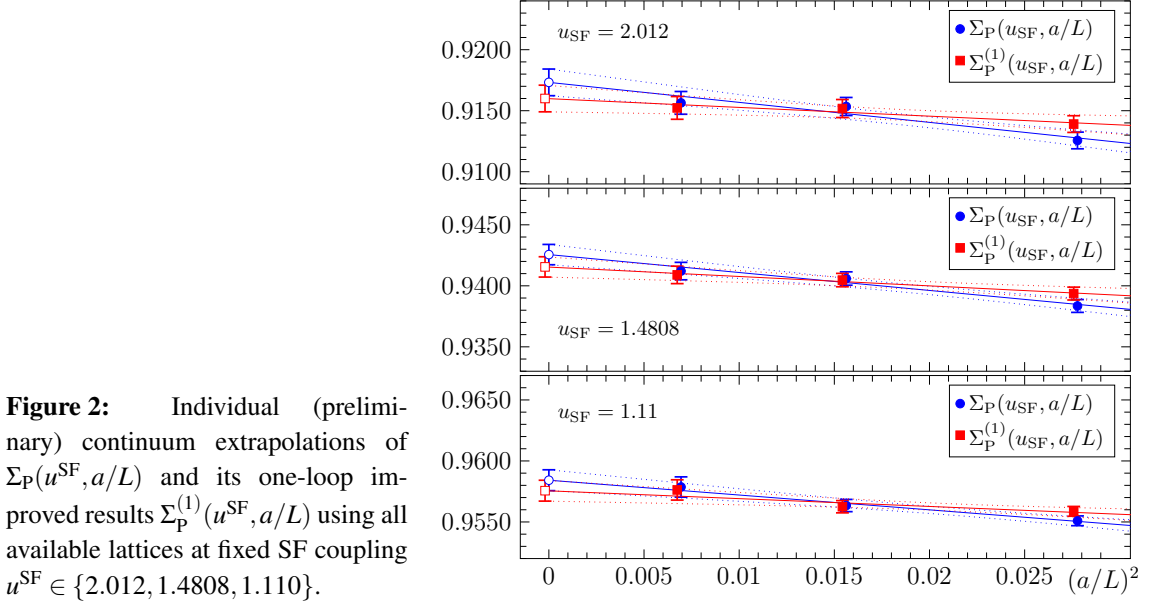 0.9200
0.9150
0.9100
u_SF = 2.012
Σ_P(u_SF, a/L)
Σ_P^(1)(u_SF, a/L)
0.9450
0.9400
0.9350
u_SF = 1.4808
Σ_P(u_SF, a/L)
Σ_P^(1)(u_SF, a/L)
0.9650
0.9600
0.9550
u_SF = 1.11
Σ_P(u_SF, a/L)
Σ_P^(1)(u_SF, a/L)
0 0.005 0.01 0.015 0.02 0.025 (a/L)^2
Figure 2: Individual (prelimi-
nary) continuum extrapolations of
Σ_P(u^SF, a/L) and its one-loop im-
proved results Σ_P^(1)(u^SF, a/L) using all
available lattices at fixed SF coupling
u^SF ∈ {2.012, 1.4808, 1.110}.